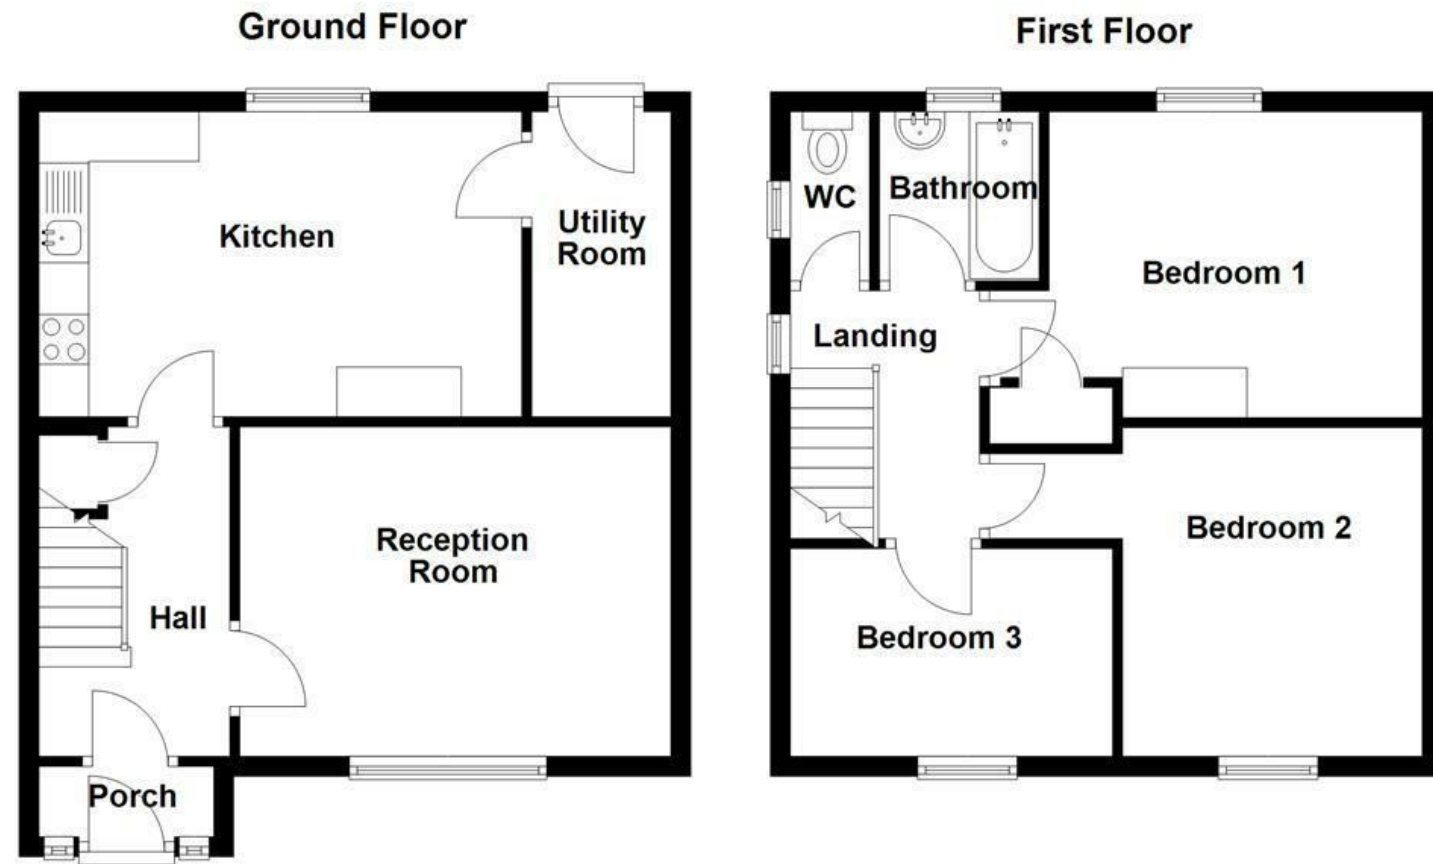 Ground Floor
Kitchen
Utility
Room
Reception
Room
Hall
Porch
First Floor
WC
Bathroom
Bedroom 1
Landing
Bedroom 2
Bedroom 3